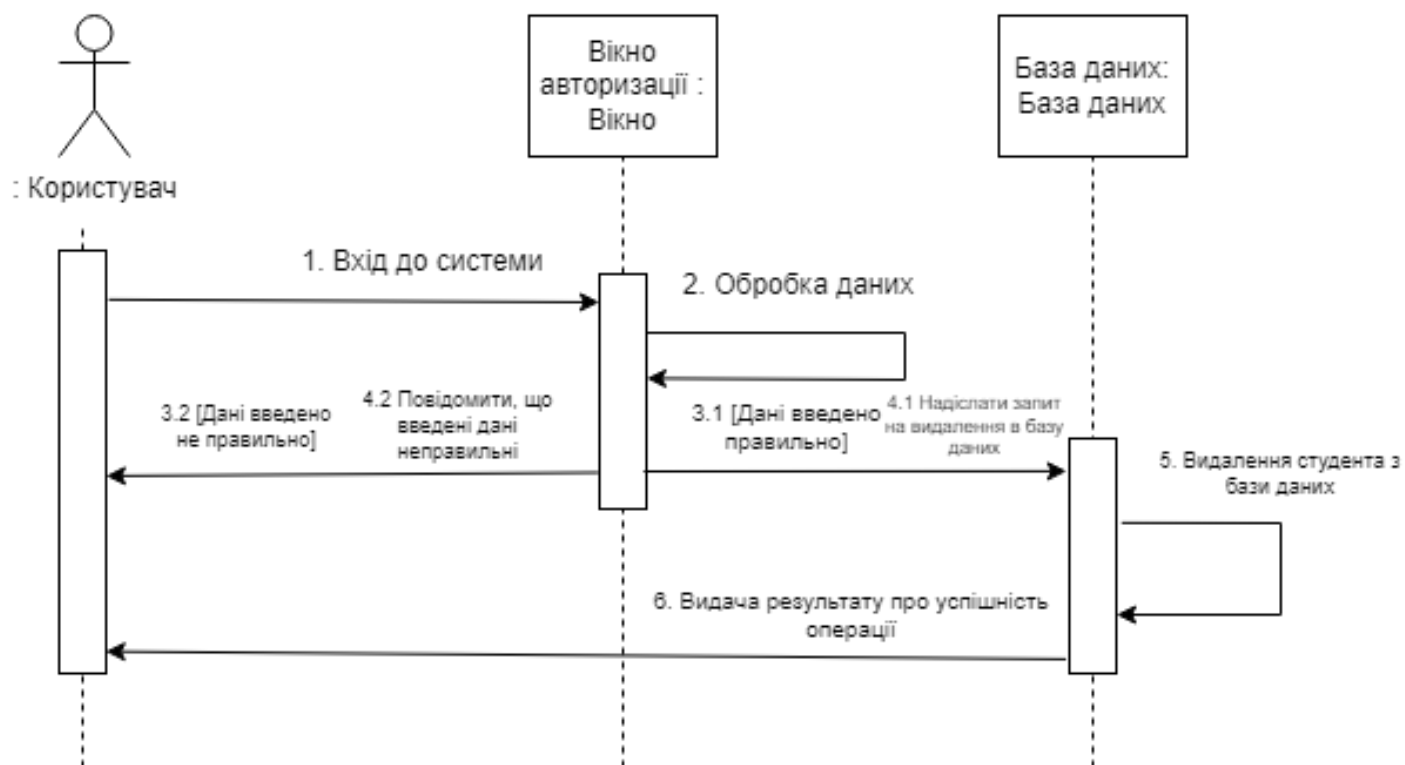 Вікно
авторизації :
Вікно
База даних:
База даних
: Користувач
1. Вхід до системи
2. Обробка даних
3.2 [Дані введено
не правильно]
4.2 Повідомити, що
введені дані
неправильні
3.1 [Дані введено
правильно]
4.1 Надіслати запит
на видалення в базу
даних
5. Видалення студента з
бази даних
6. Видача результату про успішність
операції